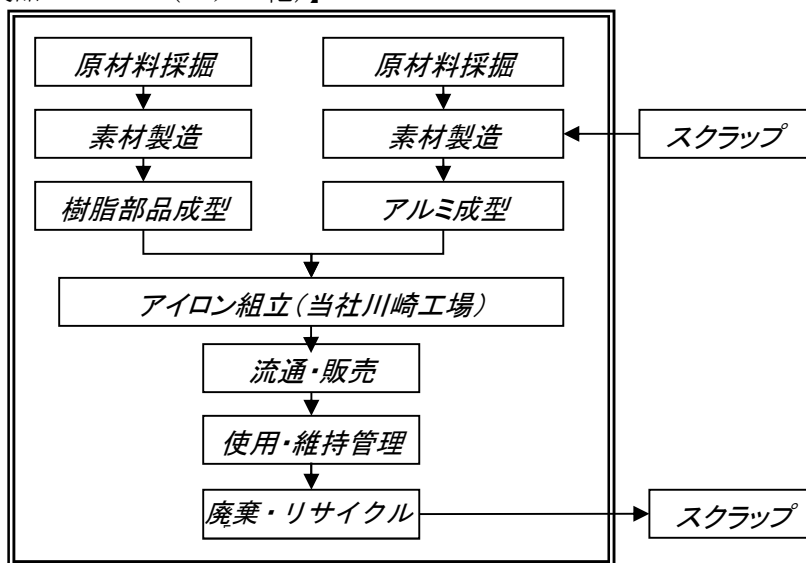 原材料採掘 原材料採掘
素材製造 素材製造 スクラップ
樹脂部品成型 アルミ成型
アイロン組立(当社川崎工場)
流通・販売
使用・維持管理
廃棄・リサイクル スクラップ